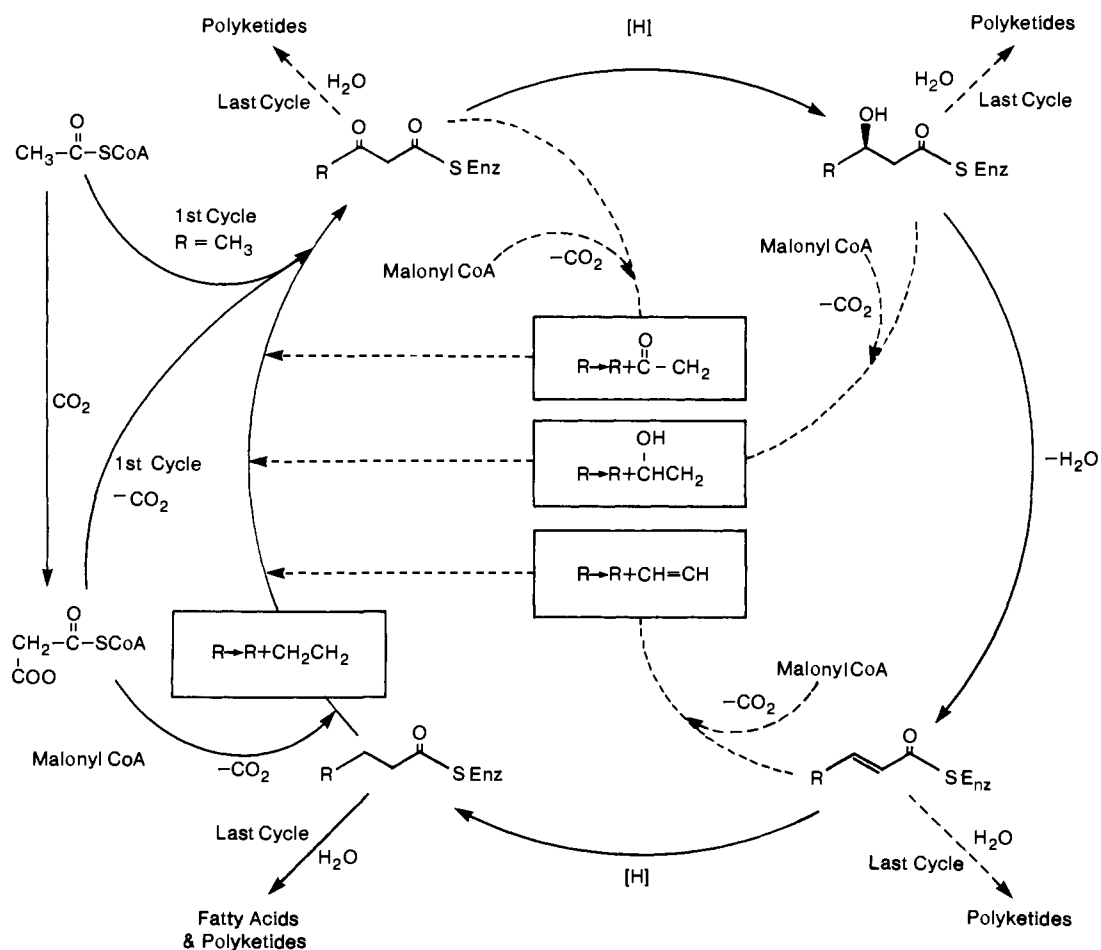 Polyketides
[H]
Polyketides
H₂O
Last Cycle
H₂O
Last Cycle
O
CH₃–C–SCoA
O O
R S Enz
OH O
R S Enz
1st Cycle
R = CH₃
Malonyl CoA
–CO₂
Malonyl CoA
–CO₂
O
R→R+C – CH₂
CO₂
OH
R→R+CHCH₂
1st Cycle
–CO₂
–H₂O
R→R+CH=CH
O
CH₂–C–SCoA
COO
R→R+CH₂CH₂
Malonyl CoA
–CO₂
Malonyl CoA
–CO₂
O
R S Enz
O
R S Enz
Last Cycle
H₂O
[H]
H₂O
Last Cycle
Fatty Acids
& Polyketides
Polyketides